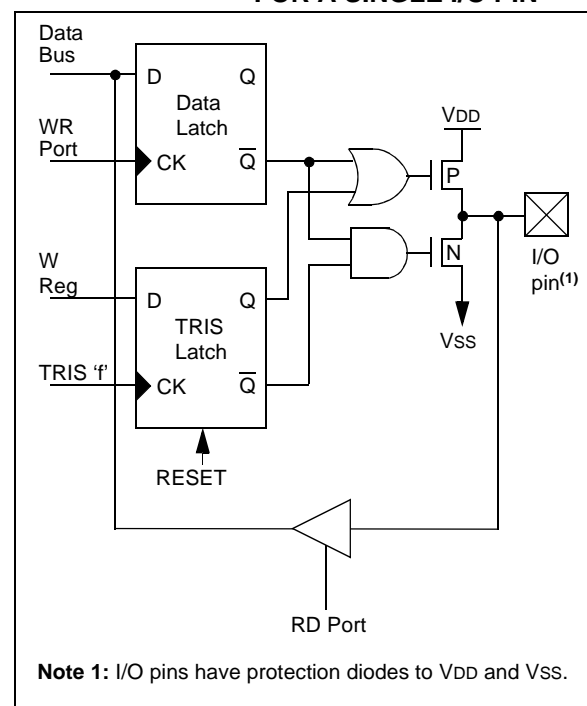 FOR A SINGLE I/O PIN
Data
Bus
D
Q
Data
Latch
WR
Port
CK
Q
VDD
P
W
Reg
D
Q
TRIS
Latch
N
I/O
pin(1)
VSS
TRIS ‘f’
CK
Q
RESET
RD Port
Note 1: I/O pins have protection diodes to VDD and VSS.